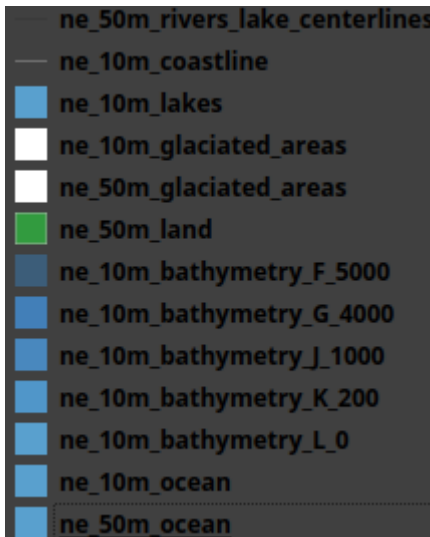 ne_50m_rivers_lake_centerlines
ne_10m_coastline
ne_10m_lakes
ne_10m_glaciated_areas
ne_50m_glaciated_areas
ne_50m_land
ne_10m_bathymetry_F_5000
ne_10m_bathymetry_G_4000
ne_10m_bathymetry_J_1000
ne_10m_bathymetry_K_200
ne_10m_bathymetry_L_0
ne_10m_ocean
ne_50m_ocean